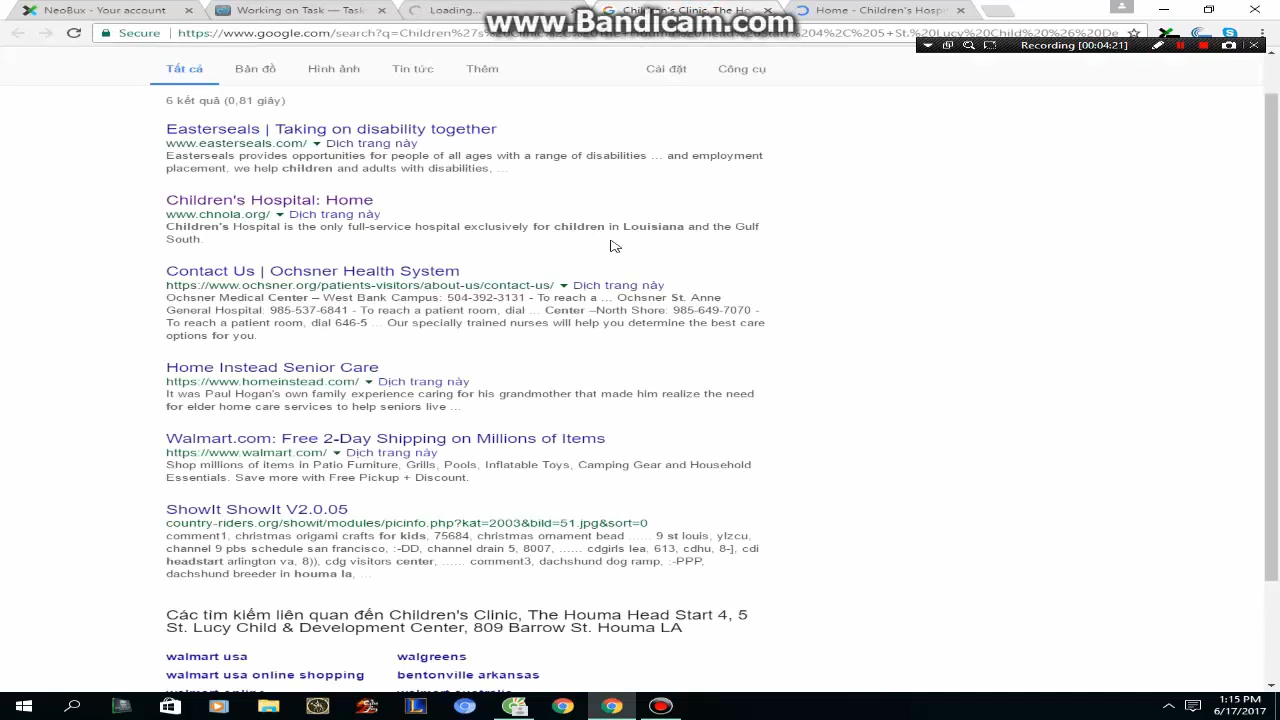 NeoBux - Your Account
Working on Task — Task
Loading...
Children's Clinic, The Ho
Home - Children's Hospi
www.Bandicam.com
Secure
Recording [00:04:21]
Tất cả
Bản đồ
Hình ảnh
Tin tức
Thêm
Cài đặt
Công cụ
6 kết quả (0,81 giây)
Easterseals | Taking on disability together
www.easterseals.com/ Dịch trang này
Easterseals provides opportunities for people of all ages with a range of disabilities ... and employment
placement, we help children and adults with disabilities, ...
Children's Hospital: Home
www.chnola.org/ Dịch trang này
Children's Hospital is the only full-service hospital exclusively for children in Louisiana and the Gulf
South.
Contact Us | Ochsner Health System
https://www.ochsner.org/patients-visitors/about-us/contact-us/ Dịch trang này
Ochsner Medical Center – West Bank Campus: 504-392-3131 - To reach a ... Ochsner St. Anne
General Hospital: 985-537-6841 - To reach a patient room, dial ... Center –North Shore: 985-649-7070 -
To reach a patient room, dial 646-5 ... Our specially trained nurses will help you determine the best care
options for you.
Home Instead Senior Care
https://www.homeinstead.com/ Dịch trang này
It was Paul Hogan's own family experience caring for his grandmother that made him realize the need
for elder home care services to help seniors live ...
Walmart.com: Free 2-Day Shipping on Millions of Items
https://www.walmart.com/ Dịch trang này
Shop millions of items in Patio Furniture, Grills, Pools, Inflatable Toys, Camping Gear and Household
Essentials. Save more with Free Pickup + Discount.
ShowIt ShowIt V2.0.05
country-riders.org/showit/modules/picinfo.php?kat=2003&bild=51.jpg&sort=0
comment1, christmas origami crafts for kids, 75684, christmas ornament bead ...... 9 st louis, ylzcu,
channel 9 pbs schedule san francisco, :-DD, channel drain 5, 8007, ...... cdgirls lea, 613, cdhu, 8-], cdi
headstart arlington va, 8)), cdg visitors center, ...... comment3, dachshund dog ramp, :-PPP,
dachshund breeder in houma la, ...
Các tìm kiếm liên quan đến Children's Clinic, The Houma Head Start 4, 5
St. Lucy Child & Development Center, 809 Barrow St. Houma LA
walmart usa
walgreens
walmart usa online shopping
bentonville arkansas
1:15 PM
6/17/2017